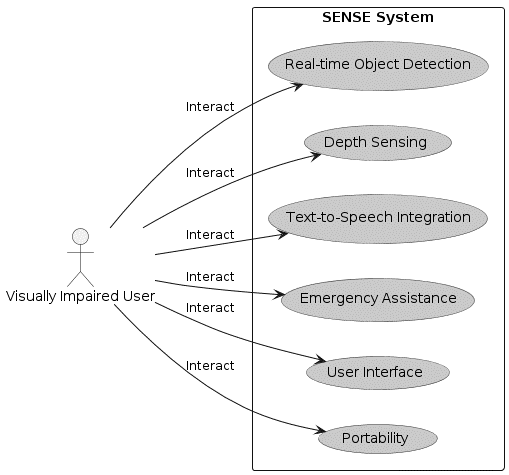 SENSE System
Real-time Object Detection
Interact
Depth Sensing
Interact
Text-to-Speech Integration
Interact
Visually Impaired User
Interact
Emergency Assistance
Interact
User Interface
Interact
Portability